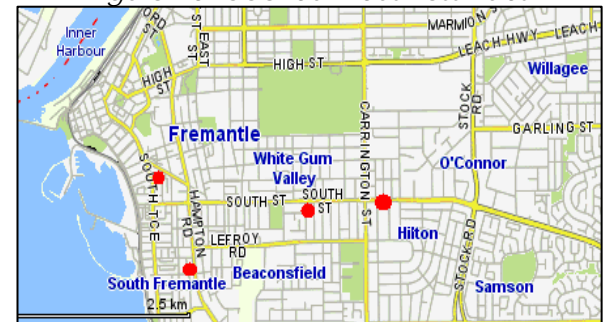 Inner
Harbour
ORD ST
EAST ST
HIGH ST
HIGH ST
MARMION
LEACH-HWY
LEACH
Willagee
Fremantle
White Gum
Valley
CARRINGTON ST
STOCK RD
GARLING ST
O'Connor
SOUTH TCE
HAMPTON RD
SOUTH ST
SOUTH ST
LEFROY
RD
Hilton
STOCK RD
South Fremantle
Beaconsfield
Samson
2.5 km